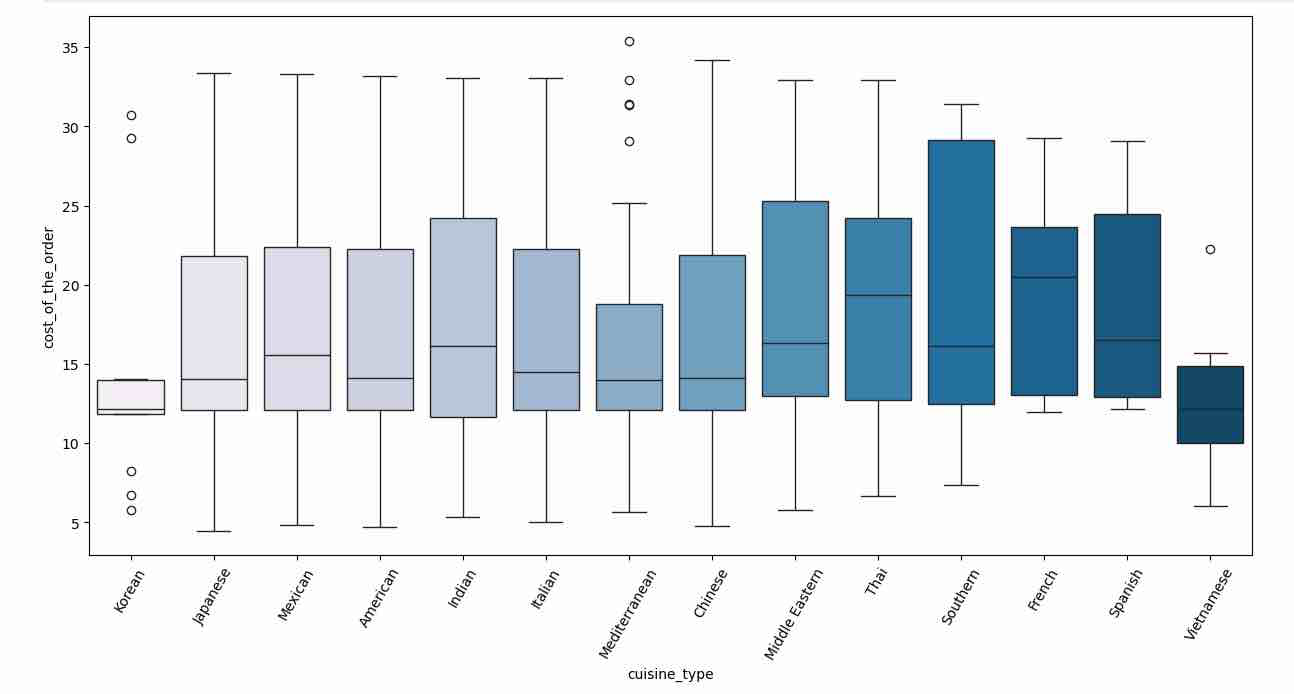 35
30
25
20
15
10
5
cost_of_the_order
Korean
Japanese
Mexican
American
Indian
Italian
Mediterranean
Chinese
Middle Eastern
Thai
Southern
French
Spanish
Vietnamese
cuisine_type